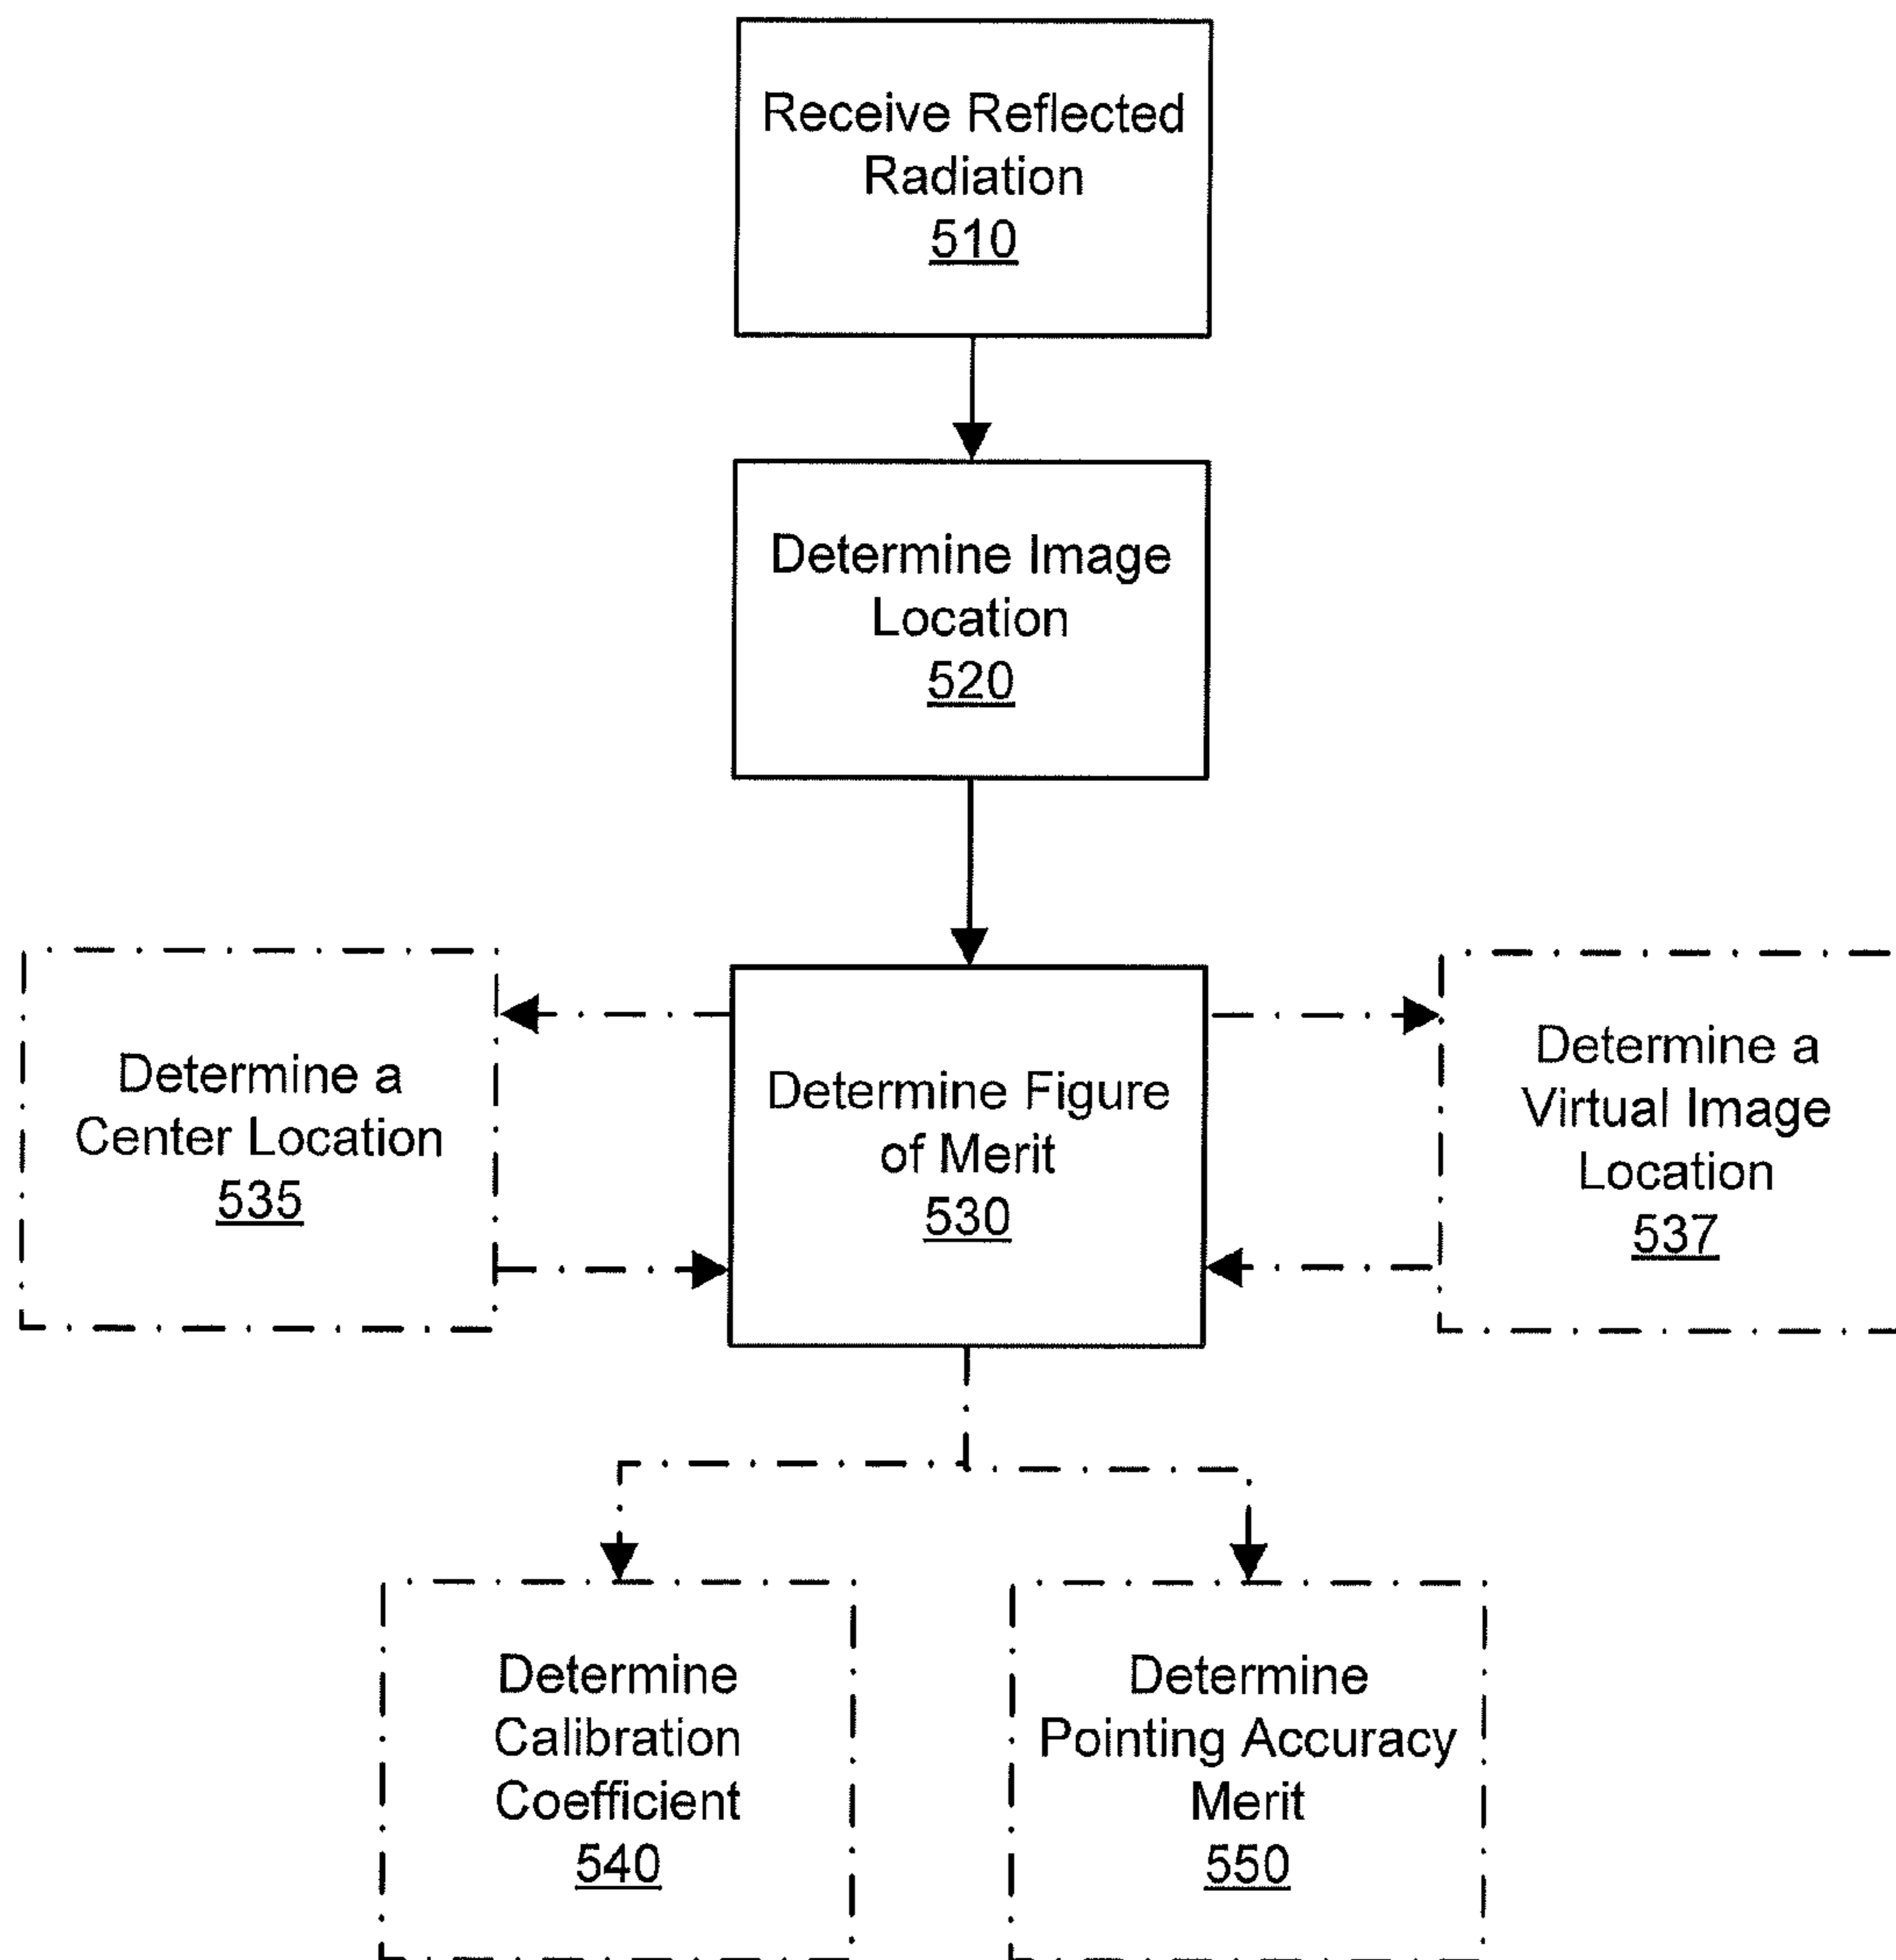 Receive Reflected
Radiation
510
Determine Image
Location
520
Determine a
Center Location
535
Determine Figure
of Merit
530
Determine a
Virtual Image
Location
537
Determine
Calibration
Coefficient
540
Determine
Pointing Accuracy
Merit
550